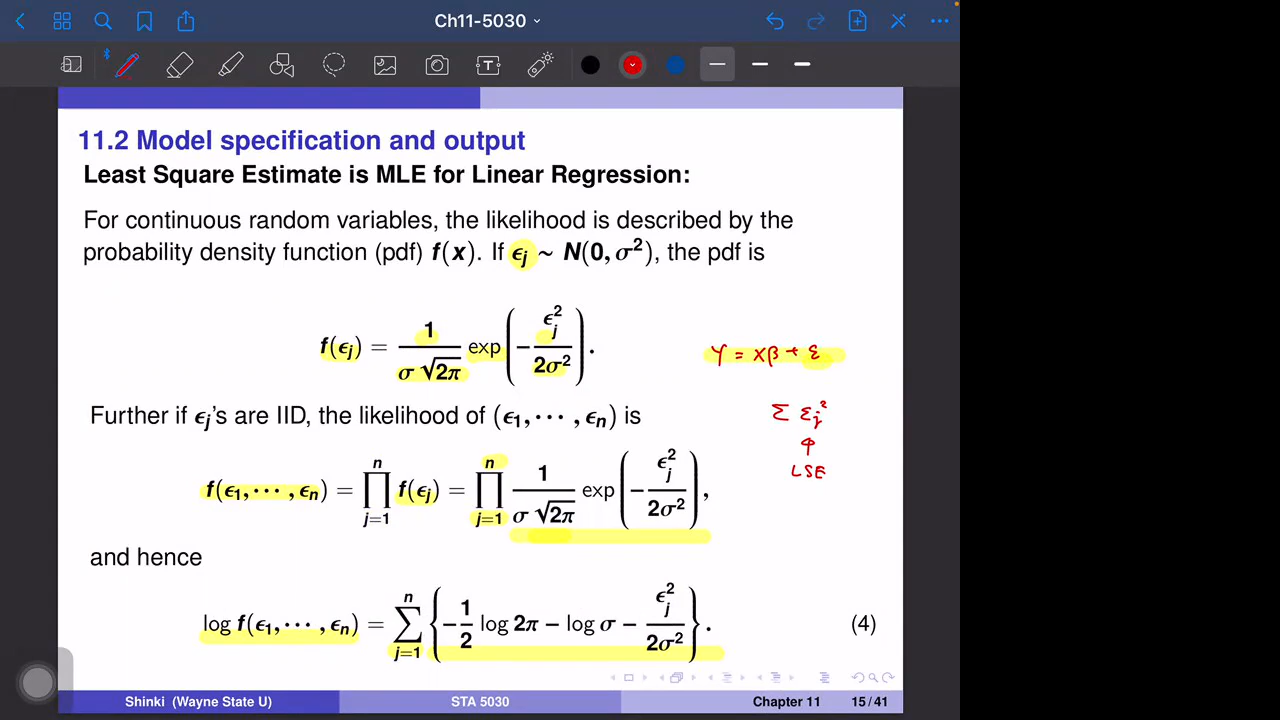 Ch11-5030
T
11.2 Model specification and output
Least Square Estimate is MLE for Linear Regression:
For continuous random variables, the likelihood is described by the
probability density function (pdf) f(x). If ϵⱼ ∼ N(0, σ²), the pdf is
f(ϵⱼ) = 1/(σ √2π) exp(−ϵⱼ²/2σ²).
Y = Xβ + ε
Further if ϵⱼ's are IID, the likelihood of (ϵ₁, ⋯ , ϵₙ) is
Σ εⱼ²
↑
LSE
f(ϵ₁, ⋯ , ϵₙ) = ∏ⱼ₌₁ⁿ f(ϵⱼ) = ∏ⱼ₌₁ⁿ 1/(σ √2π) exp(−ϵⱼ²/2σ²),
and hence
log f(ϵ₁, ⋯ , ϵₙ) = ∑ⱼ₌₁ⁿ {−1/2 log 2π − log σ − ϵⱼ²/2σ²}. (4)
Shinki (Wayne State U) STA 5030 Chapter 11 15/41